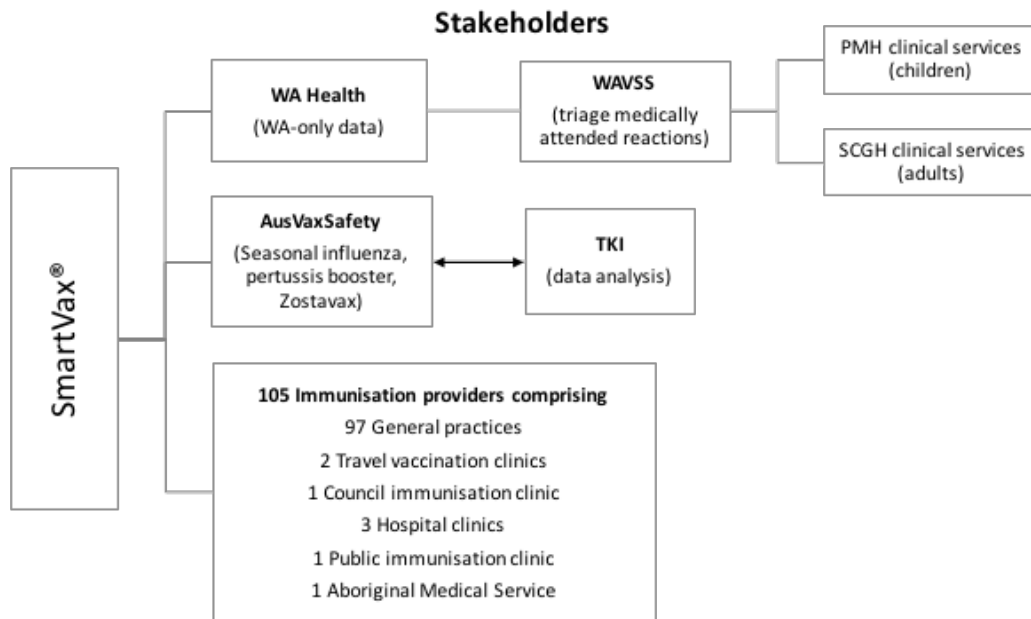 Stakeholders
SmartVax®
WA Health
(WA-only data)
WAVSS
(triage medically
attended reactions)
PMH clinical services
(children)
SCGH clinical services
(adults)
AusVaxSafety
(Seasonal influenza,
pertussis booster,
Zostavax)
TKI
(data analysis)
105 Immunisation providers comprising
97 General practices
2 Travel vaccination clinics
1 Council immunisation clinic
3 Hospital clinics
1 Public immunisation clinic
1 Aboriginal Medical Service